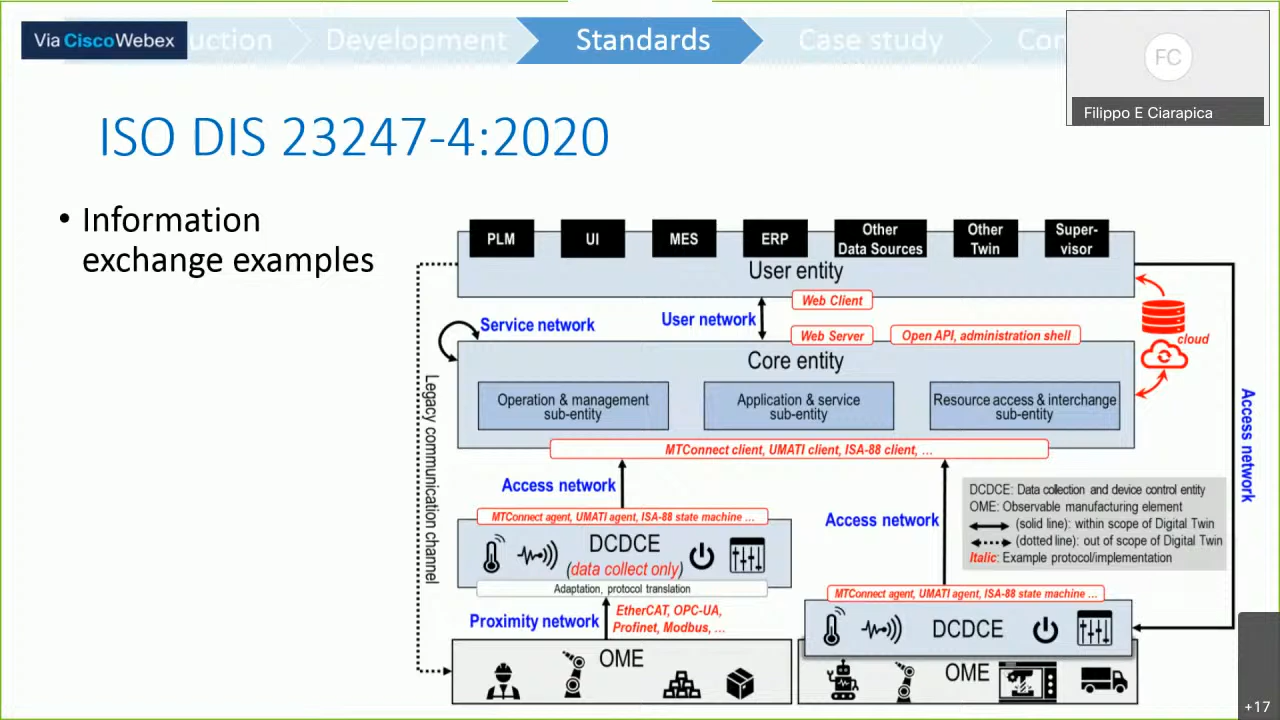 Via CiscoWebex
uction
Development
Standards
Case study
Co
FC
Filippo E Ciarapica
ISO DIS 23247-4:2020
• Information
exchange examples
PLM
UI
MES
ERP
Other
Data Sources
Other
Twin
Super-
visor
User entity
Web Client
Service network
User network
Web Server
Open API, administration shell
cloud
Core entity
Operation & management
sub-entity
Application & service
sub-entity
Resource access & interchange
sub-entity
MTConnect client, UMATI client, ISA-88 client, ...
Legacy communication channel
Access network
Access network
Access network
MTConnect agent, UMATI agent, ISA-88 state machine ...
DCDCE
(data collect only)
Adaptation, protocol translation
DCDCE: Data collection and device control entity
OME: Observable manufacturing element
(solid line): within scope of Digital Twin
(dotted line): out of scope of Digital Twin
Italic: Example protocol/implementation
Proximity network
EtherCAT, OPC-UA,
Profinet, Modbus, ...
MTConnect agent, UMATI agent, ISA-88 state machine ...
DCDCE
OME
OME
+17